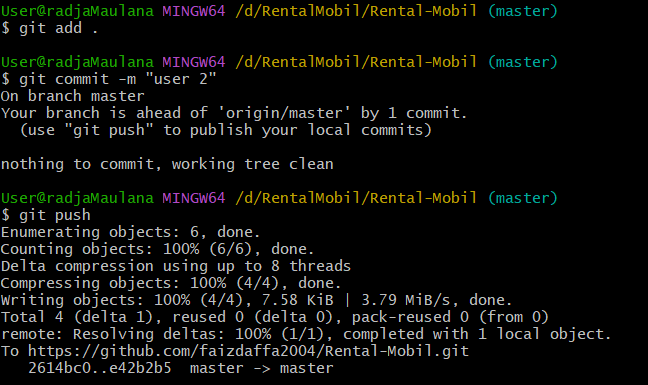 User@radjaMaulana MINGW64 /d/RentalMobil/Rental-Mobil (master)
$ git add .
User@radjaMaulana MINGW64 /d/RentalMobil/Rental-Mobil (master)
$ git commit -m "user 2"
On branch master
Your branch is ahead of 'origin/master' by 1 commit.
  (use "git push" to publish your local commits)
nothing to commit, working tree clean
User@radjaMaulana MINGW64 /d/RentalMobil/Rental-Mobil (master)
$ git push
Enumerating objects: 6, done.
Counting objects: 100% (6/6), done.
Delta compression using up to 8 threads
Compressing objects: 100% (4/4), done.
Writing objects: 100% (4/4), 7.58 KiB | 3.79 MiB/s, done.
Total 4 (delta 1), reused 0 (delta 0), pack-reused 0 (from 0)
remote: Resolving deltas: 100% (1/1), completed with 1 local object.
To https://github.com/faizdaffa2004/Rental-Mobil.git
   2614bc0..e42b2b5  master -> master